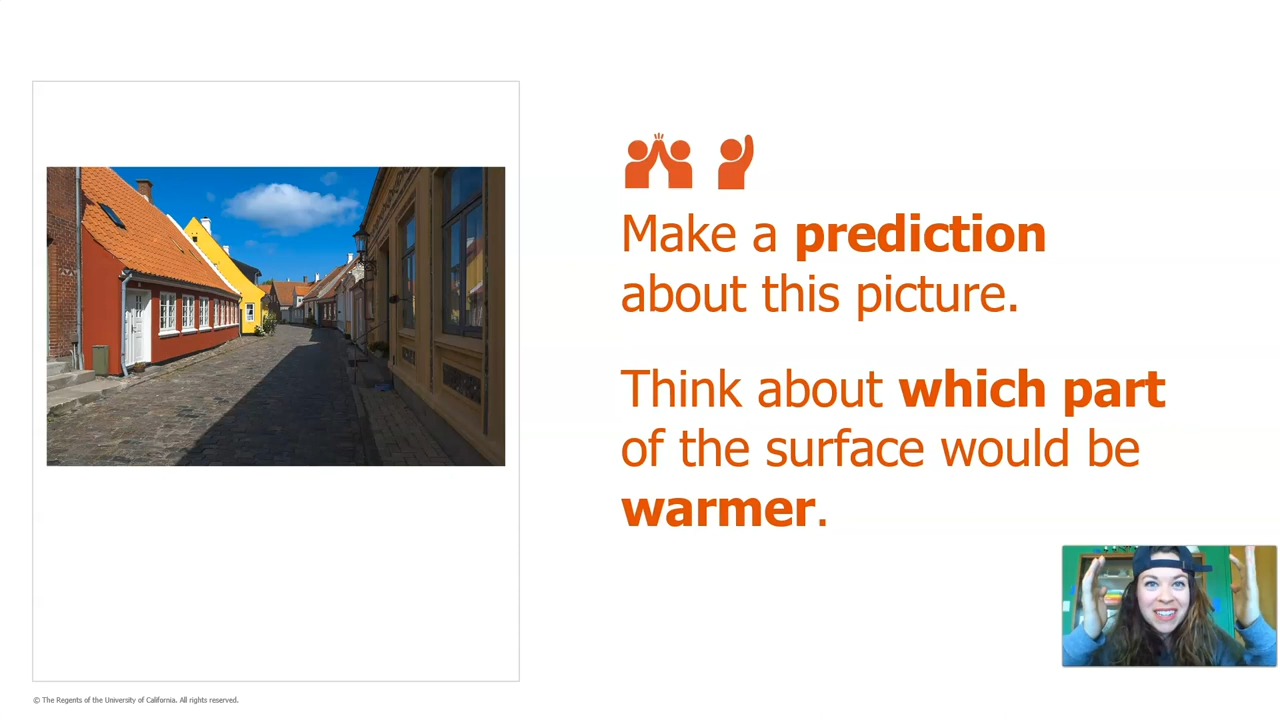 Make a prediction
about this picture.
Think about which part
of the surface would be
warmer.
© The Regents of the University of California. All rights reserved.